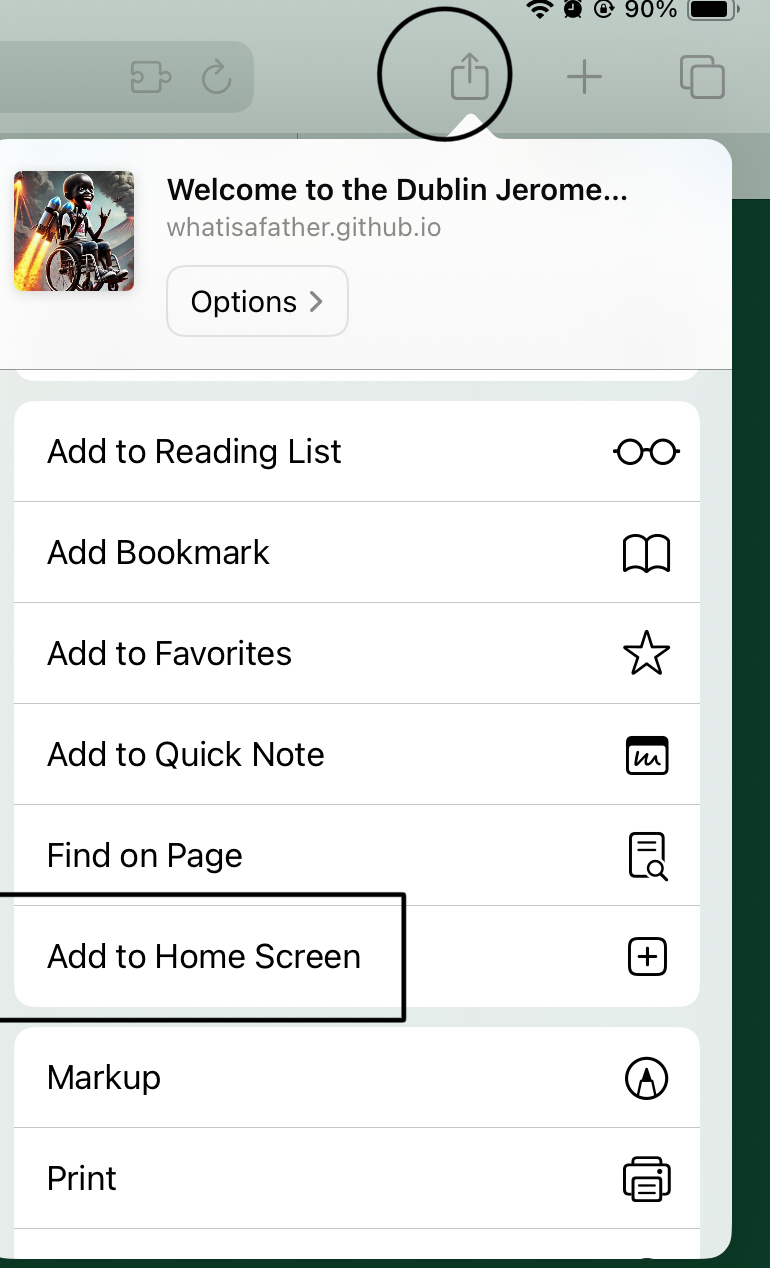 90%
Welcome to the Dublin Jerome...
whatisafather.github.io
Options
Add to Reading List
Add Bookmark
Add to Favorites
Add to Quick Note
Find on Page
Add to Home Screen
Markup
Print